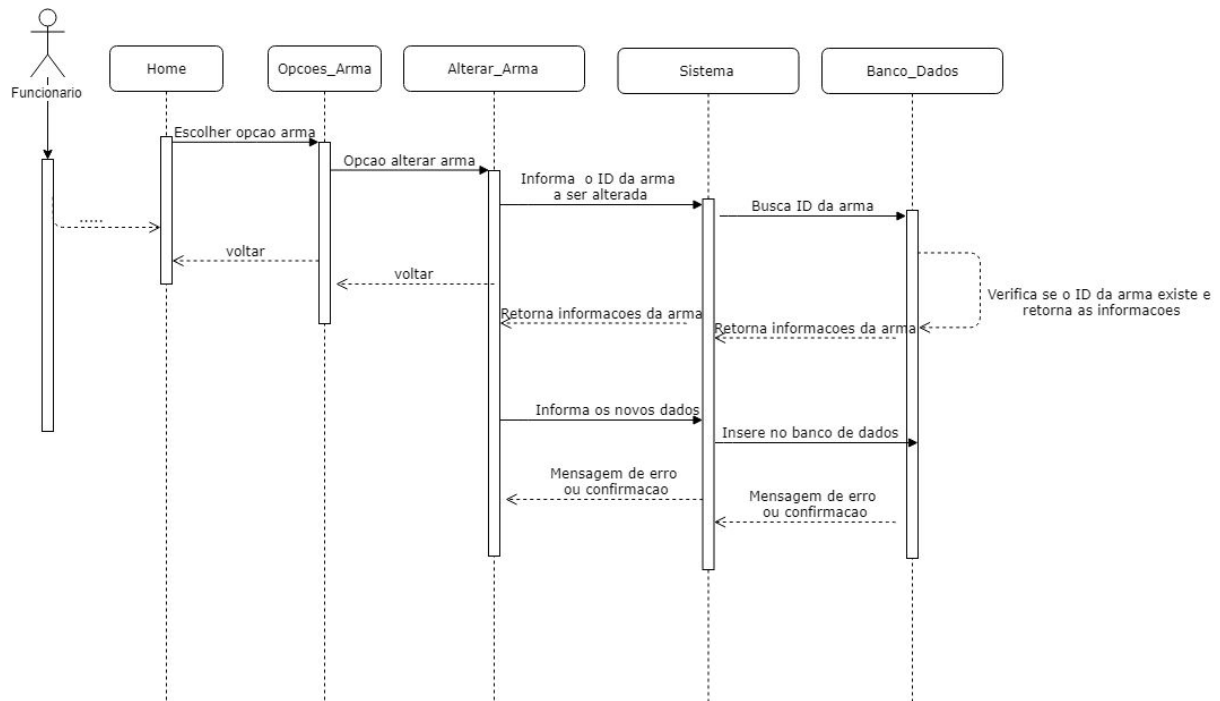 Funcionario
Home
Opcoes_Arma
Alterar_Arma
Sistema
Banco_Dados
Escolher opcao arma
Opcao alterar arma
Informa o ID da arma
a ser alterada
Busca ID da arma
.....
voltar
voltar
Verifica se o ID da arma existe e
retorna as informacoes
Retorna informacões da arma
Retorna informacões da arma
Informa os novos dados
Insere no banco de dados
Mensagem de erro
ou confirmacao
Mensagem de erro
ou confirmacao